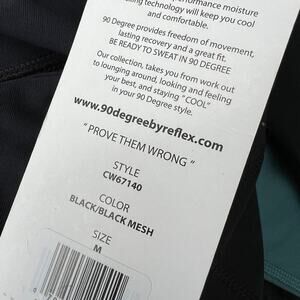 performance moisture
technology will keep you cool
and comfortable.
90 Degree provides freedom of movement,
lasting recovery and a great fit.
BE READY TO SWEAT IN 90 DEGREE
Our collection, takes you from work out
to lounging around, looking and feeling
your best, and staying "COOL"
in your 90 Degree style.
www.90degreebyreflex.com
" PROVE THEM WRONG "
STYLE
CW67140
COLOR
BLACK/BLACK MESH
SIZE
M